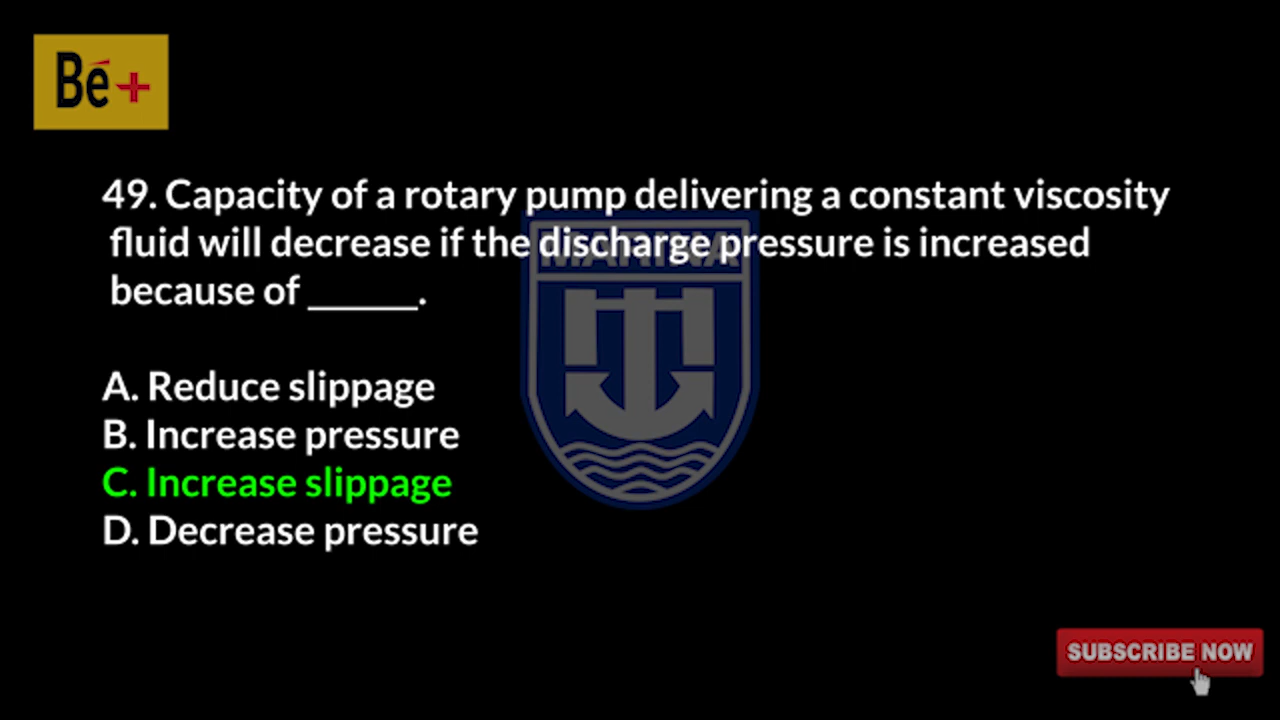 Bé+
49. Capacity of a rotary pump delivering a constant viscosity
fluid will decrease if the discharge pressure is increased
because of ______.
MARINA
A. Reduce slippage
B. Increase pressure
C. Increase slippage
D. Decrease pressure
SUBSCRIBE NOW